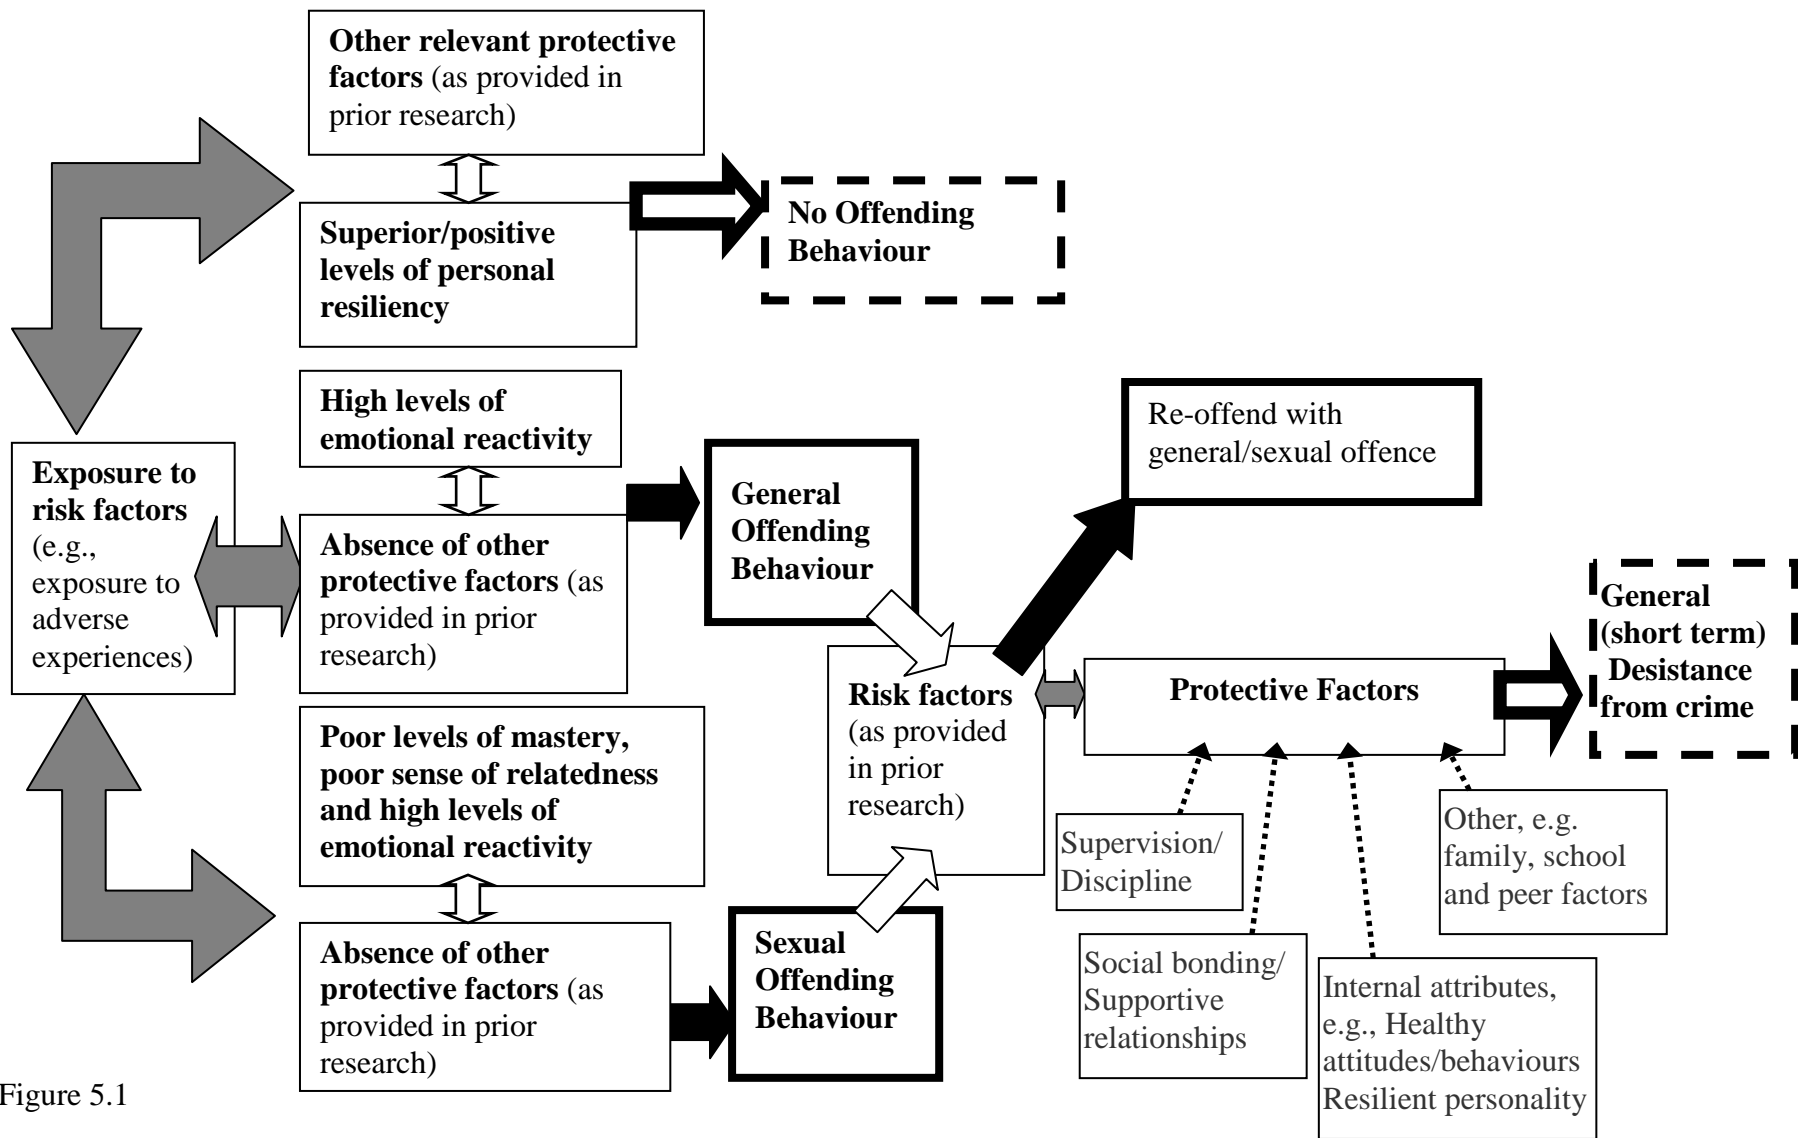 Other relevant protective
factors (as provided in
prior research)
Superior/positive
levels of personal
resiliency
No Offending
Behaviour
High levels of
emotional reactivity
Exposure to
risk factors
(e.g.,
exposure to
adverse
experiences)
Absence of other
protective factors (as
provided in prior
research)
General
Offending
Behaviour
Re-offend with
general/sexual offence
Poor levels of mastery,
poor sense of relatedness
and high levels of
emotional reactivity
Absence of other
protective factors (as
provided in prior
research)
Sexual
Offending
Behaviour
Risk factors
(as provided
in prior
research)
Protective Factors
General
(short term)
Desistance
from crime
Supervision/
Discipline
Social bonding/
Supportive
relationships
Internal attributes,
e.g., Healthy
attitudes/behaviours
Resilient personality
Other, e.g.
family, school
and peer factors
Figure 5.1